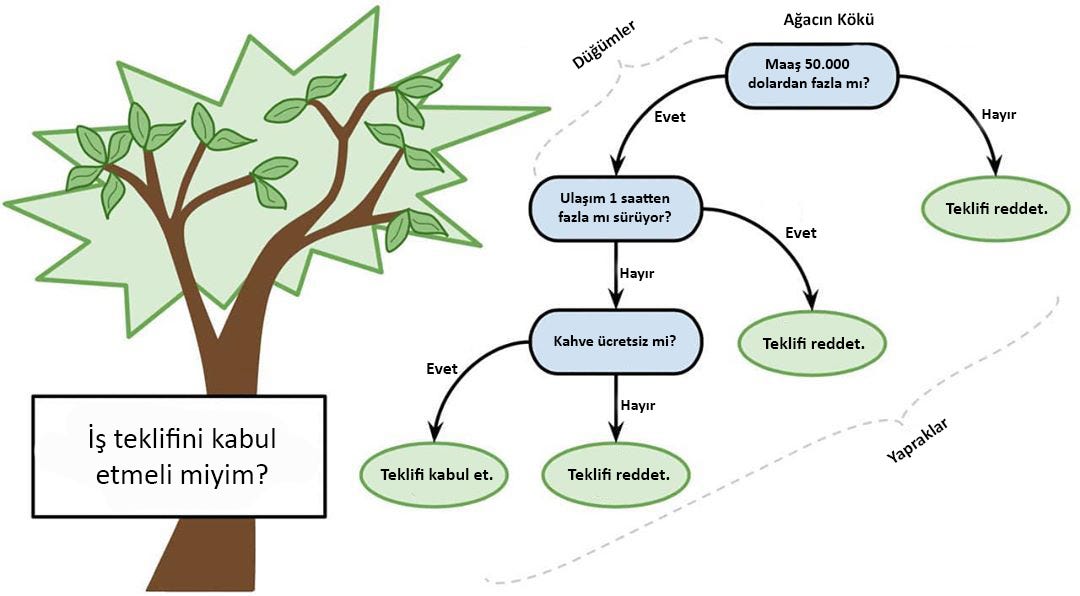 Ağacın Kökü
Düğümler
Maaş 50.000
dolardan fazla mı?
Evet
Hayır
Teklifi reddet.
Ulaşım 1 saatten
fazla mı sürüyor?
Evet
Hayır
Teklifi reddet.
Kahve ücretsiz mi?
Evet
Hayır
Teklifi kabul et.
Teklifi reddet.
Yapraklar
İş teklifini kabul
etmeli miyim?